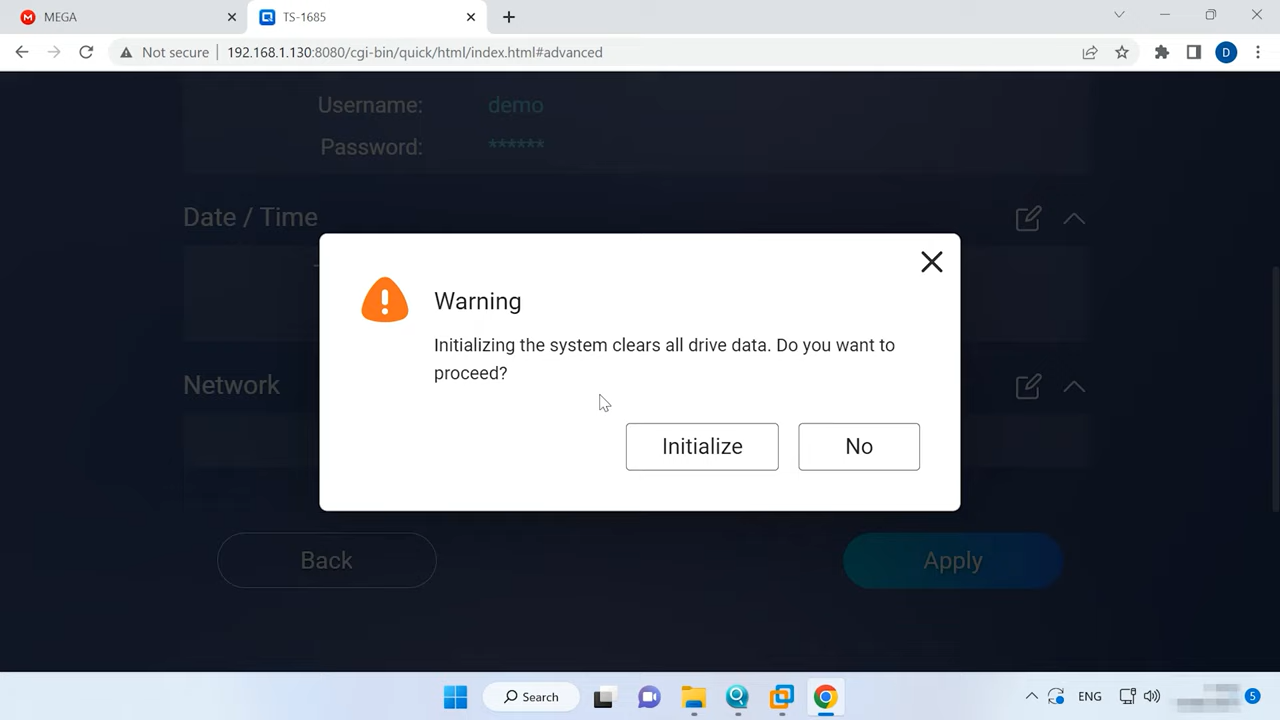 MEGA
TS-1685
Not secure
192.168.1.130:8080/cgi-bin/quick/html/index.html#advanced
D
Username: demo
Password: ******
Date / Time
Warning
Initializing the system clears all drive data. Do you want to
proceed?
Network
Initialize
No
Back
Apply
Search
ENG
5